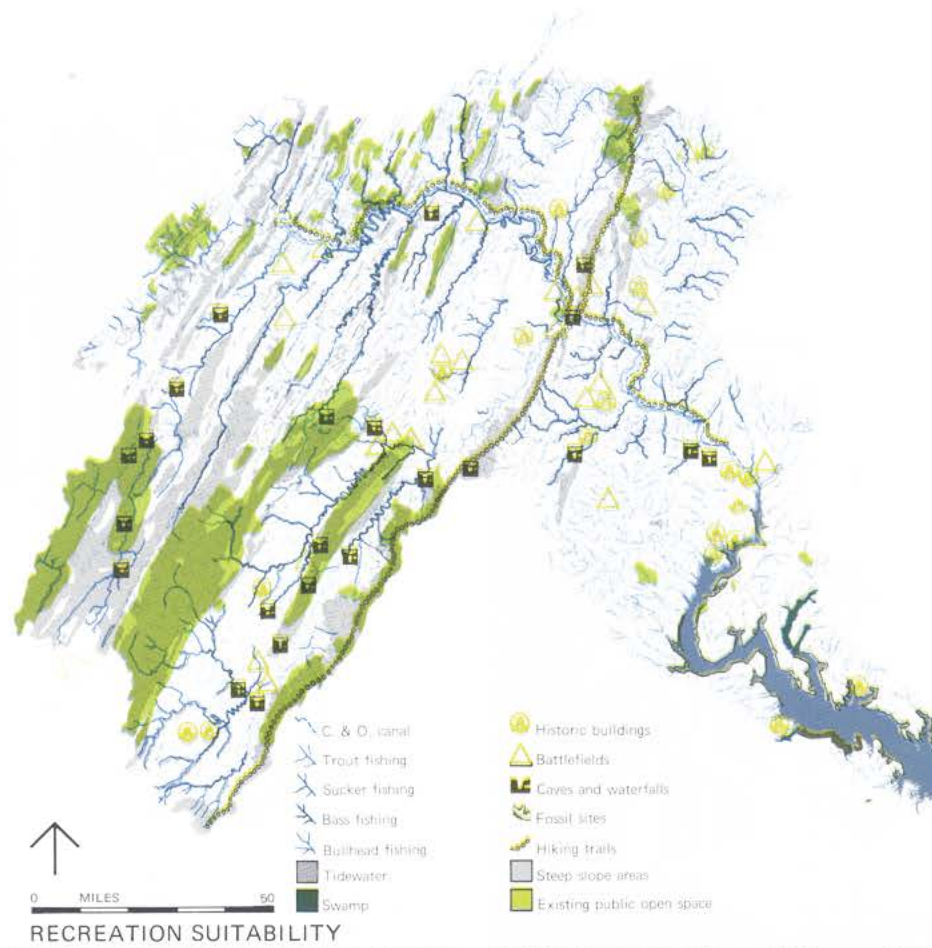 C. & O. canal
Trout fishing
Sucker fishing
Bass fishing
Bullhead fishing
Tidewater
Swamp
Historic buildings
Battlefields
Caves and waterfalls
Fossil sites
Hiking trails
Steep slope areas
Existing public open space
0 MILES 50
RECREATION SUITABILITY